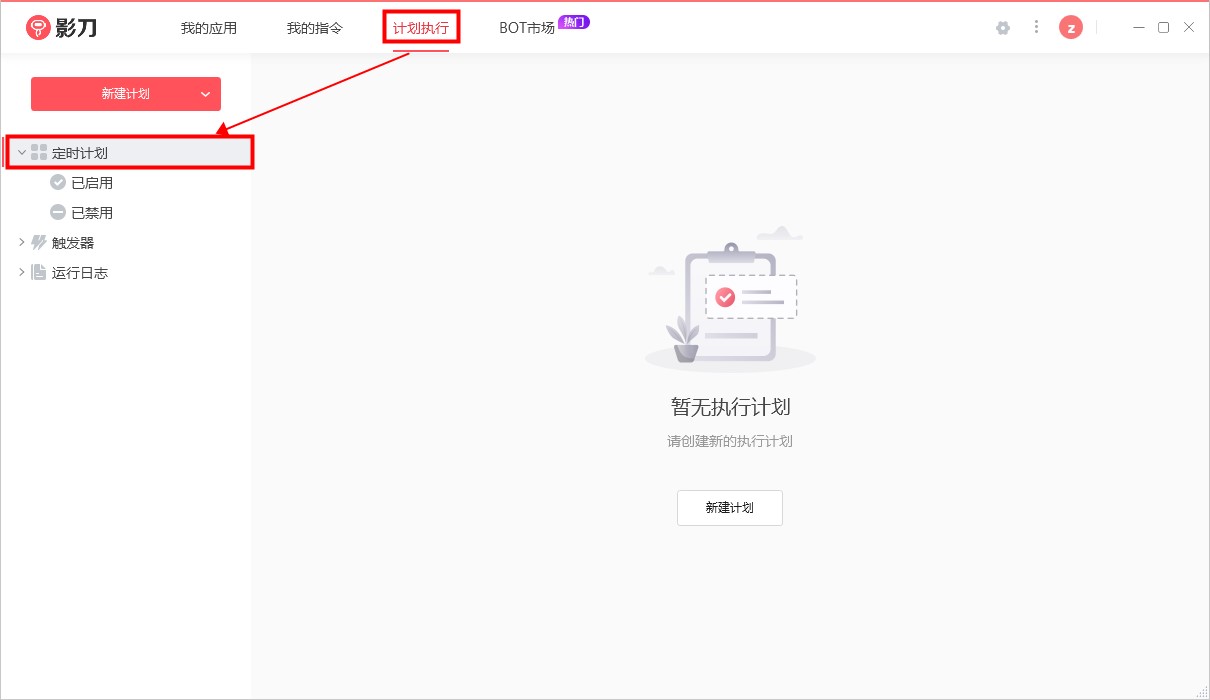 影刀 我的应用 我的指令 计划执行 BOT市场 热门 z
新建计划
定时计划
已启用
已禁用
触发器
运行日志
暂无执行计划
请创建新的执行计划
新建计划